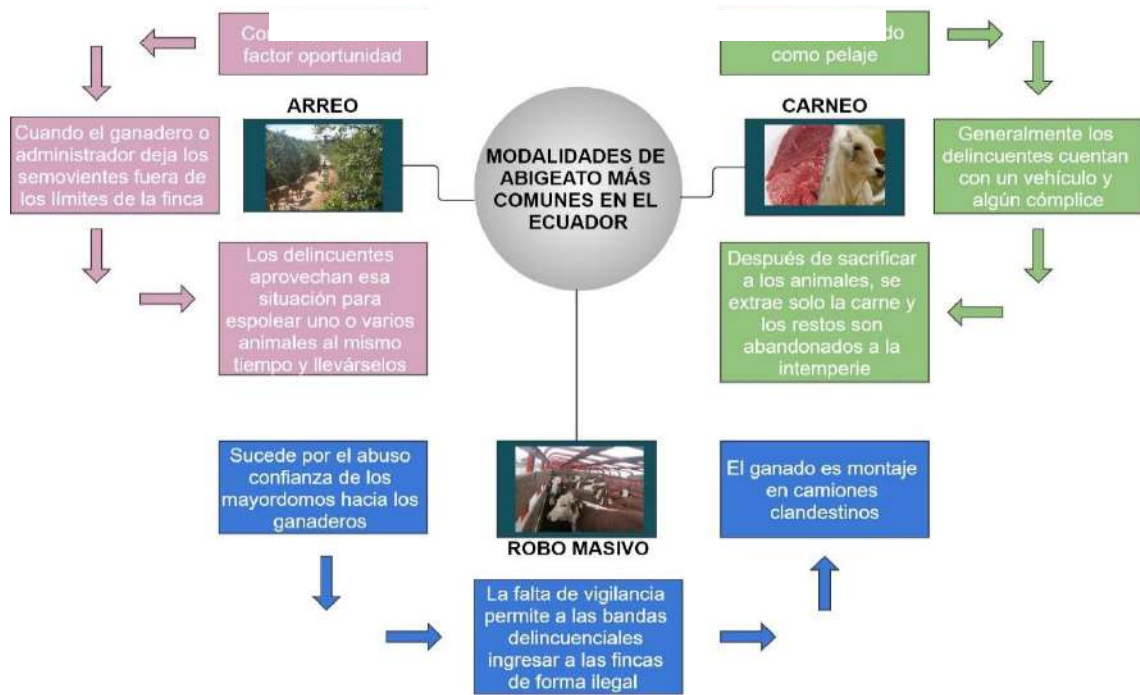 factor oportunidad
como pelaje
ARREO
CARNEO
Cuando el ganadero o
administrador deja los
semovientes fuera de
los límites de la finca
MODALIDADES DE
ABIGEATO MÁS
COMUNES EN EL
ECUADOR
Generalmente los
delincuentes cuentan
con un vehículo y
algún cómplice
Los delincuentes
aprovechan esa
situación para
espolear uno o varios
animales al mismo
tiempo y llevárselos
Después de sacrificar
a los animales, se
extrae solo la carne y
los restos son
abandonados a la
intemperie
Sucede por el abuso
confianza de los
mayordomos hacia los
ganaderos
El ganado es montaje
en camiones
clandestinos
ROBO MASIVO
La falta de vigilancia
permite a las bandas
delincuenciales
ingresar a las fincas
de forma ilegal